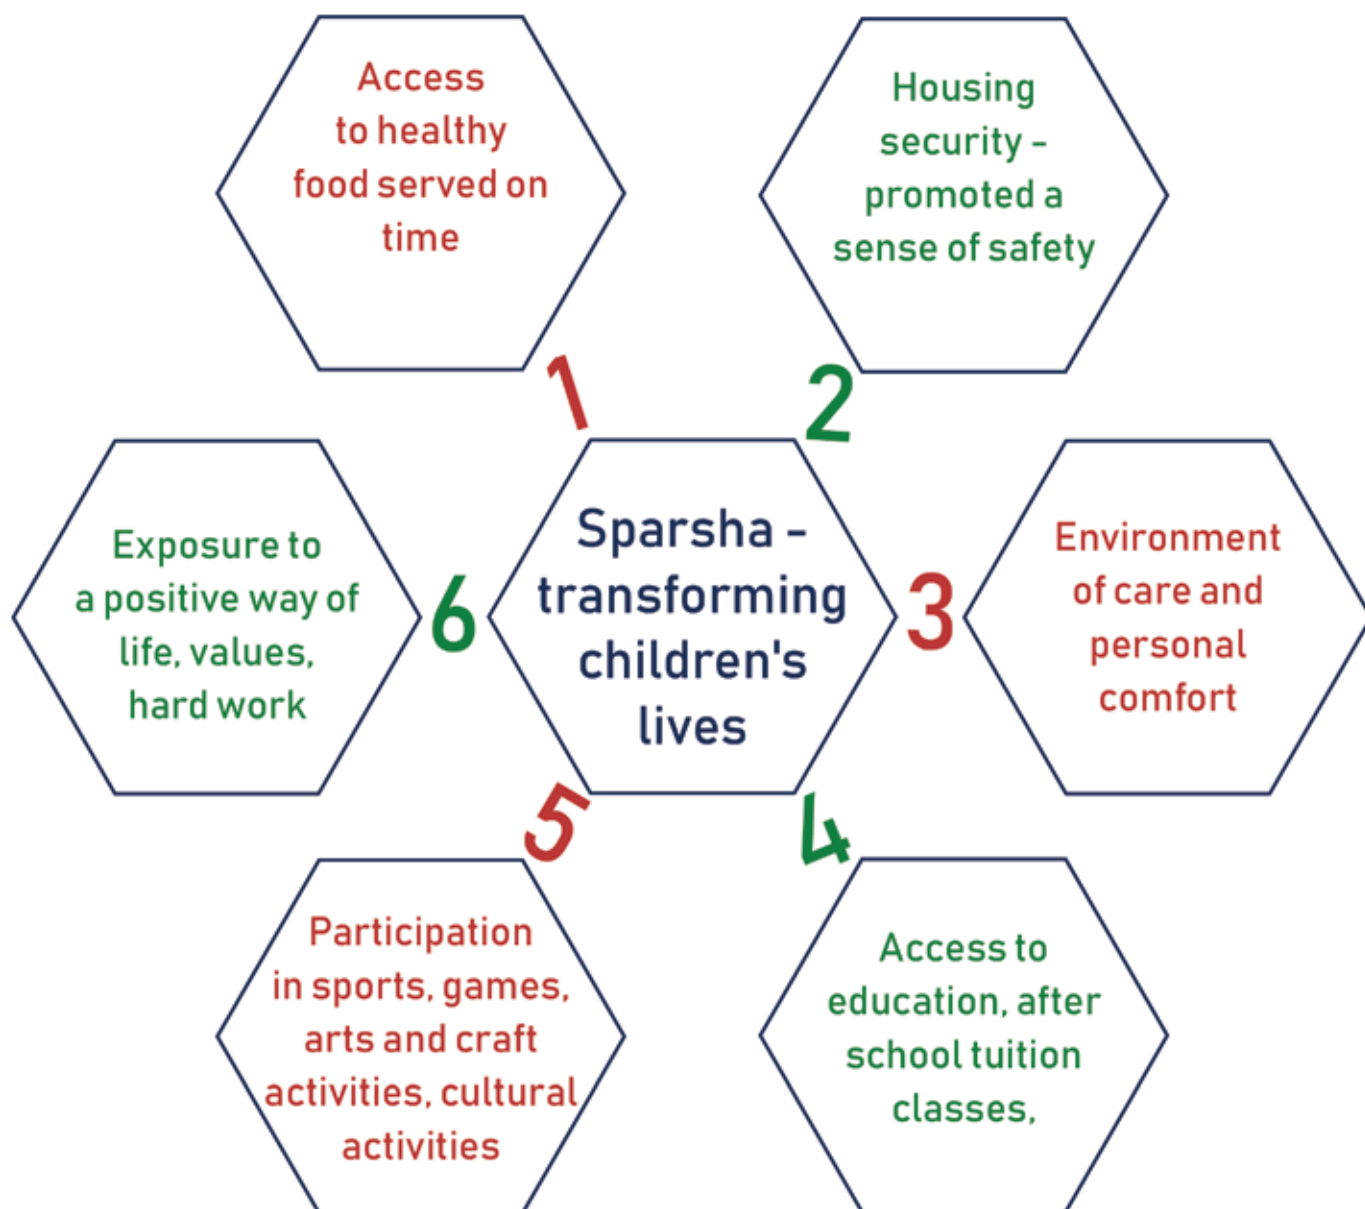 Access
to healthy
food served on
time
1
Housing
security -
promoted a
sense of safety
2
Sparsha -
transforming
children's
lives
3
Environment
of care and
personal
comfort
4
Access to
education, after
school tuition
classes,
5
Participation
in sports, games,
arts and craft
activities, cultural
activities
6
Exposure to
a positive way of
life, values,
hard work